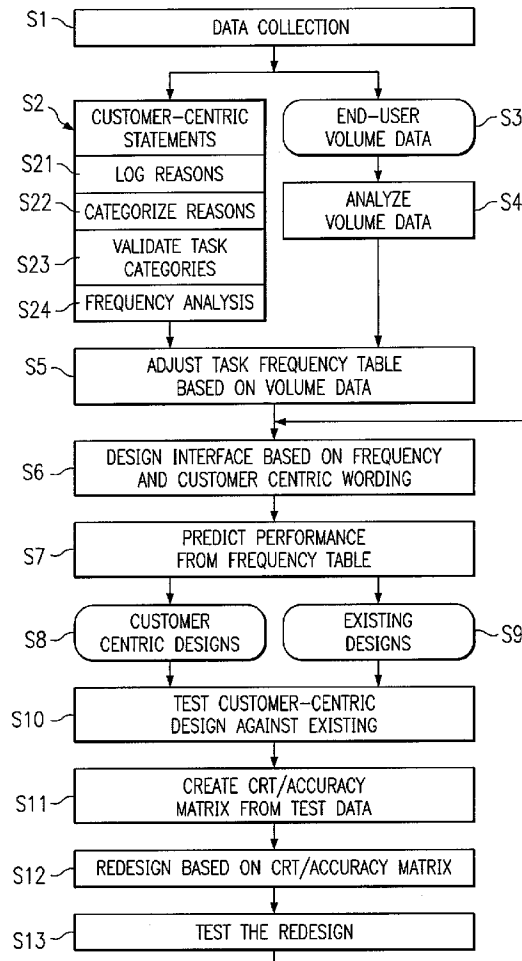 S1
DATA COLLECTION
S2
CUSTOMER-CENTRIC
STATEMENTS
S21
LOG REASONS
S22
CATEGORIZE REASONS
S23
VALIDATE TASK
CATEGORIES
S24
FREQUENCY ANALYSIS
END-USER
VOLUME DATA
S3
ANALYZE
VOLUME DATA
S4
S5
ADJUST TASK FREQUENCY TABLE
BASED ON VOLUME DATA
S6
DESIGN INTERFACE BASED ON FREQUENCY
AND CUSTOMER CENTRIC WORDING
S7
PREDICT PERFORMANCE
FROM FREQUENCY TABLE
S8
CUSTOMER
CENTRIC DESIGNS
EXISTING
DESIGNS
S9
S10
TEST CUSTOMER-CENTRIC
DESIGN AGAINST EXISTING
S11
CREATE CRT/ACCURACY
MATRIX FROM TEST DATA
S12
REDESIGN BASED ON CRT/ACCURACY MATRIX
S13
TEST THE REDESIGN